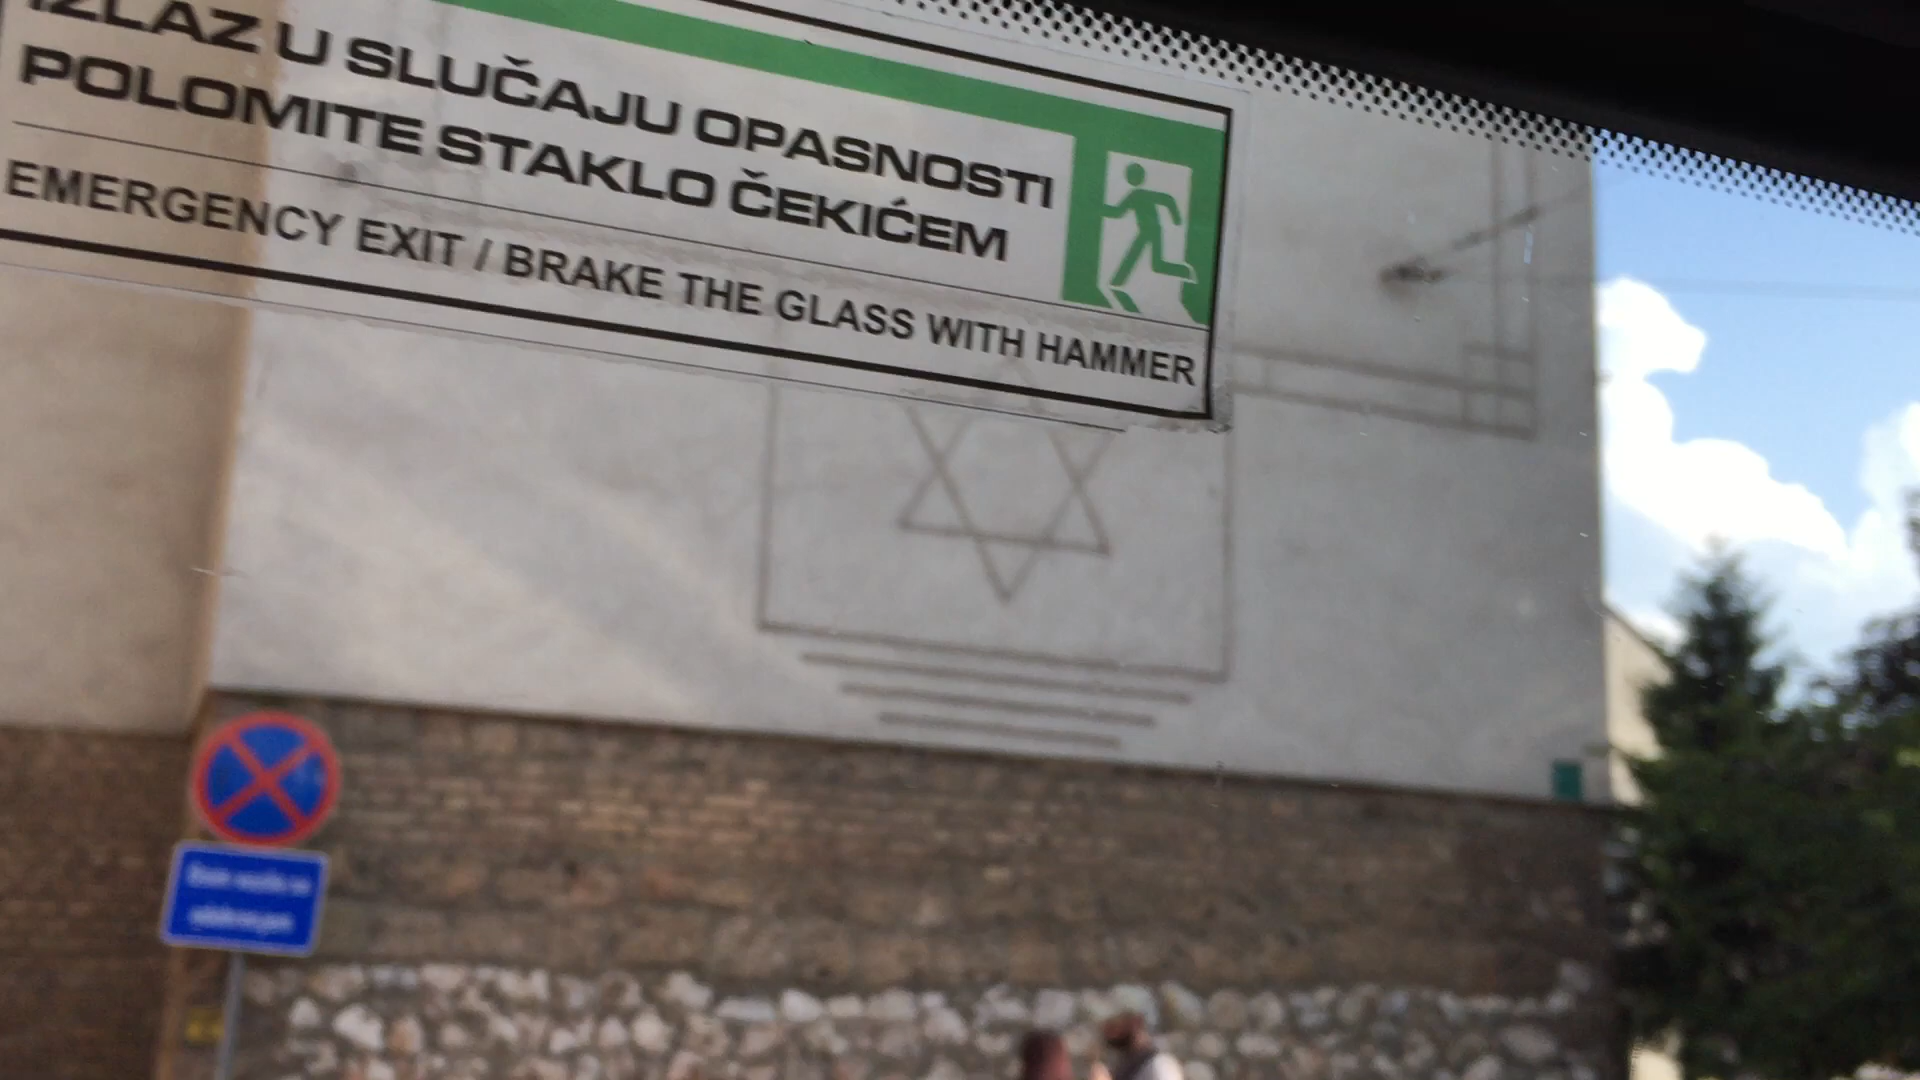 IZLAZ U SLUČAJU OPASNOSTI
POLOMITE STAKLO ČEKIĆEM
EMERGENCY EXIT / BRAKE THE GLASS WITH HAMMER